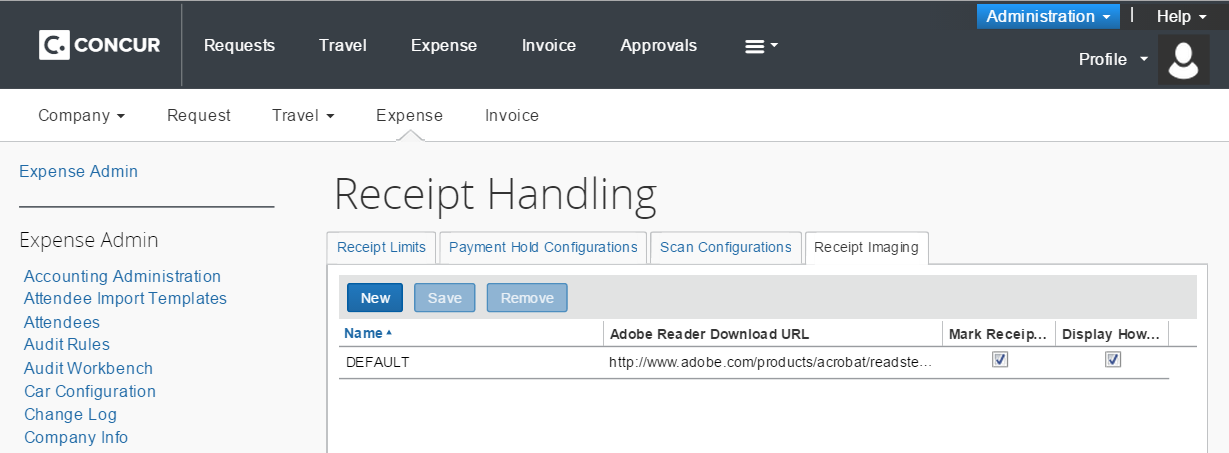 Administration
Help
CONCUR
Requests Travel Expense Invoice Approvals
Profile
Company Request Travel Expense Invoice
Expense Admin
Receipt Handling
Expense Admin
Accounting Administration
Attendee Import Templates
Attendees
Audit Rules
Audit Workbench
Car Configuration
Change Log
Company Info
Receipt Limits Payment Hold Configurations Scan Configurations Receipt Imaging
New Save Remove
Name Adobe Reader Download URL Mark Receip... Display How...
DEFAULT http://www.adobe.com/products/acrobat/readste...